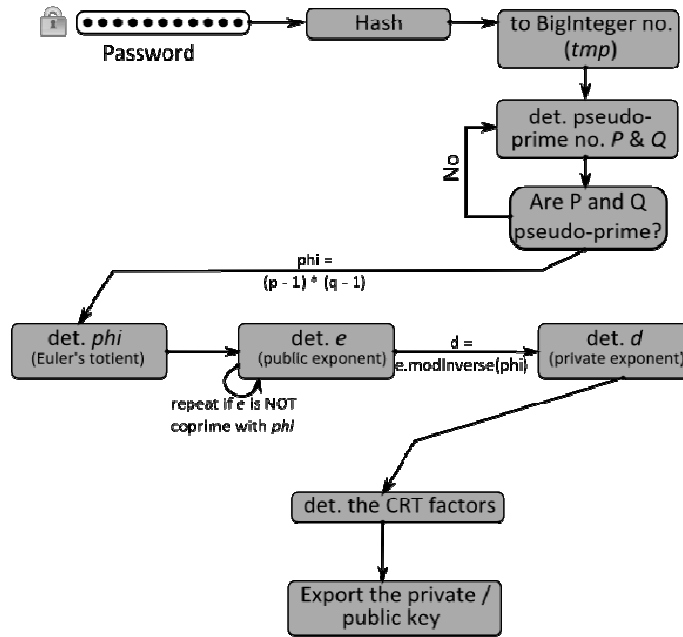 Password
Hash
to BigInteger no.
(tmp)
det. pseudo-
prime no. P & Q
No
Are P and Q
pseudo-prime?
phi =
(p - 1) * (q - 1)
det. phi
(Euler's totient)
det. e
(public exponent)
d =
e.modInverse(phi)
det. d
(private exponent)
repeat if e is NOT
coprime with phi
det. the CRT factors
Export the private /
public key